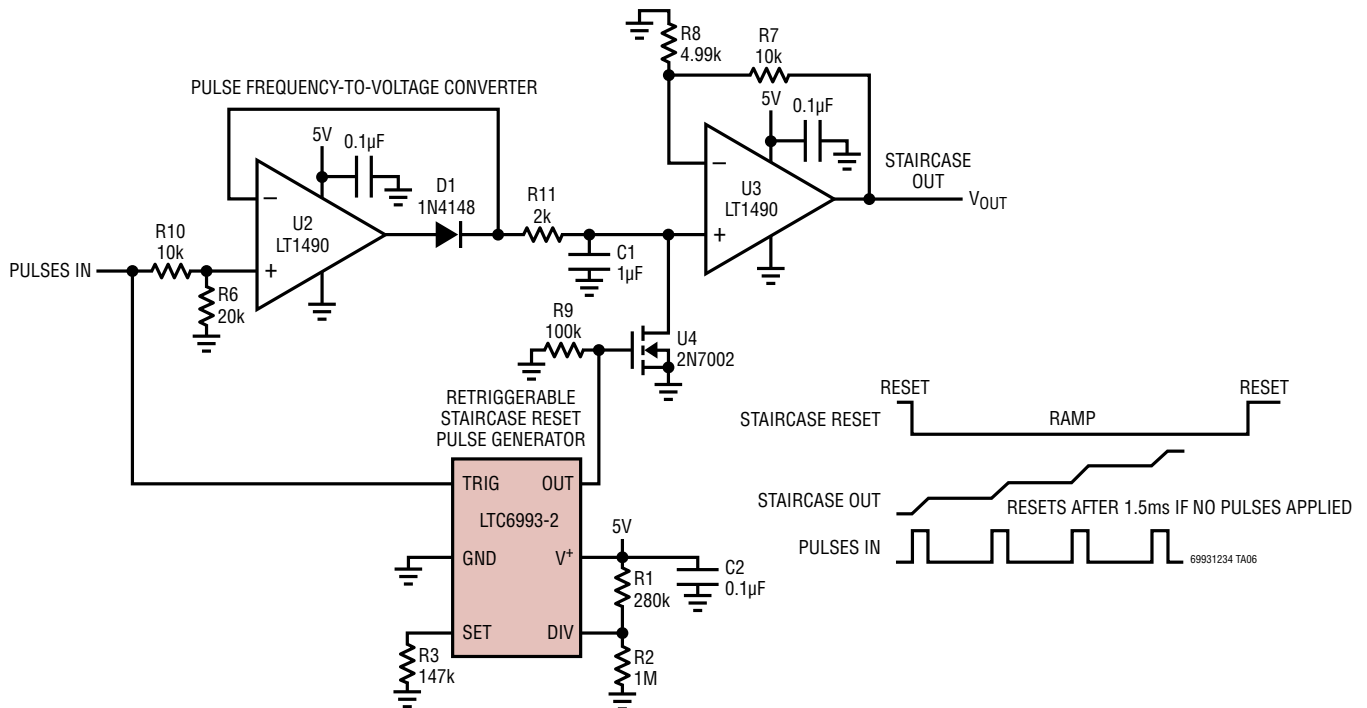 R8
4.99k
R7
10k
PULSE FREQUENCY-TO-VOLTAGE CONVERTER
5V
0.1µF
5V
0.1µF
–
+
U2
LT1490
D1
1N4148
R11
2k
–
+
U3
LT1490
STAIRCASE
OUT
VOUT
R10
10k
PULSES IN
R6
20k
C1
1µF
R9
100k
U4
2N7002
RETRIGGERABLE
STAIRCASE RESET
PULSE GENERATOR
TRIG
OUT
LTC6993-2
GND
V+
SET
DIV
5V
R1
280k
C2
0.1µF
R3
147k
R2
1M
RESET
RESET
STAIRCASE RESET
RAMP
STAIRCASE OUT
RESETS AFTER 1.5ms IF NO PULSES APPLIED
PULSES IN
69931234 TA06